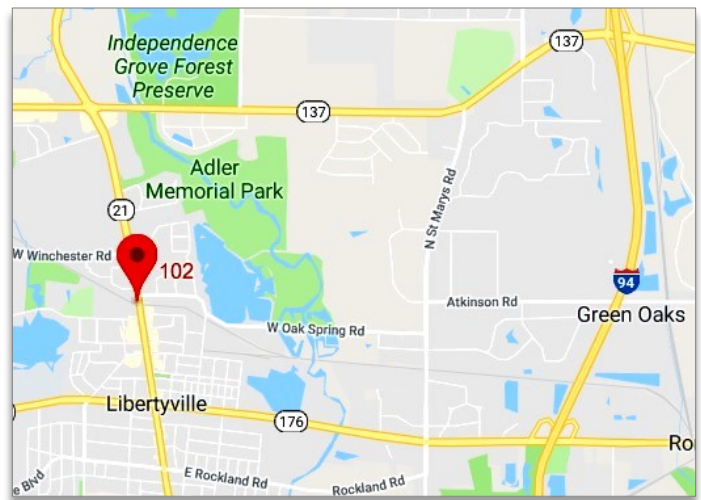 137
Independence
Grove Forest
Preserve
137
Adler
Memorial Park
21
N St Marys Rd
W Winchester Rd
102
94
Atkinson Rd
Green Oaks
W Oak Spring Rd
Libertyville
176
Ro
E Rockland Rd
Rockland Rd
e Blvd